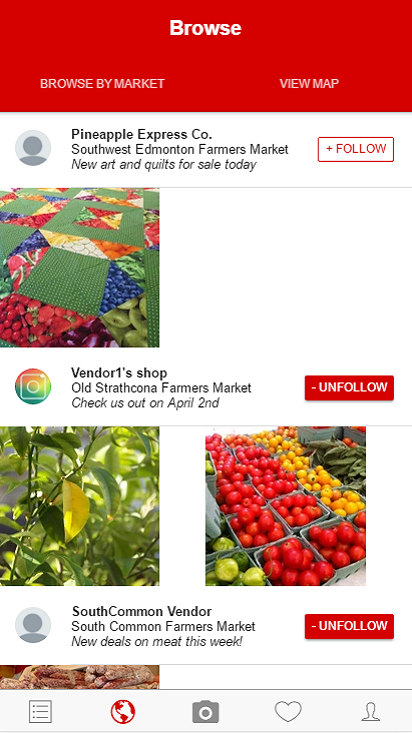 Browse
BROWSE BY MARKET VIEW MAP
Pineapple Express Co.
Southwest Edmonton Farmers Market
New art and quilts for sale today
+ FOLLOW
Vendor1's shop
Old Strathcona Farmers Market
Check us out on April 2nd
- UNFOLLOW
SouthCommon Vendor
South Common Farmers Market
New deals on meat this week!
- UNFOLLOW